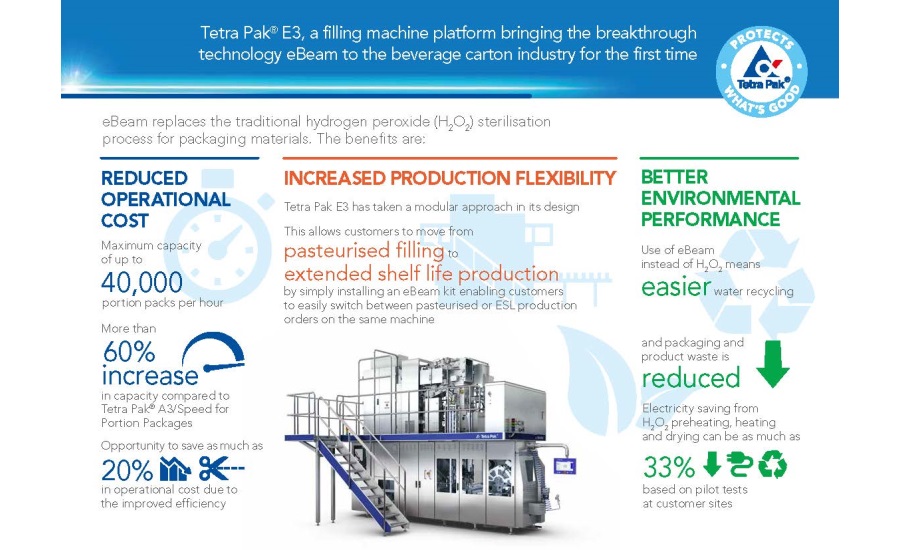 Tetra Pak® E3, a filling machine platform bringing the breakthrough
technology eBeam to the beverage carton industry for the first time
PROTECTS
Tetra Pak®
WHAT'S GOOD
eBeam replaces the traditional hydrogen peroxide (H₂O₂) sterilisation
process for packaging materials. The benefits are:
REDUCED
OPERATIONAL
COST
Maximum capacity
of up to
40,000
portion packs per hour
More than
60%
increase
in capacity compared to
Tetra Pak® A3/Speed for
Portion Packages
Opportunity to save as much as
20%
in operational cost due to
the improved efficiency
INCREASED PRODUCTION FLEXIBILITY
Tetra Pak E3 has taken a modular approach in its design
This allows customers to move from
pasteurised filling to
extended shelf life production
by simply installing an eBeam kit enabling customers
to easily switch between pasteurised or ESL production
orders on the same machine
Tetra Pak
BETTER
ENVIRONMENTAL
PERFORMANCE
Use of eBeam
instead of H₂O₂ means
easier water recycling
and packaging and
product waste is
reduced
Electricity saving from
H₂O₂ preheating, heating
and drying can be as much as
33%
based on pilot tests
at customer sites